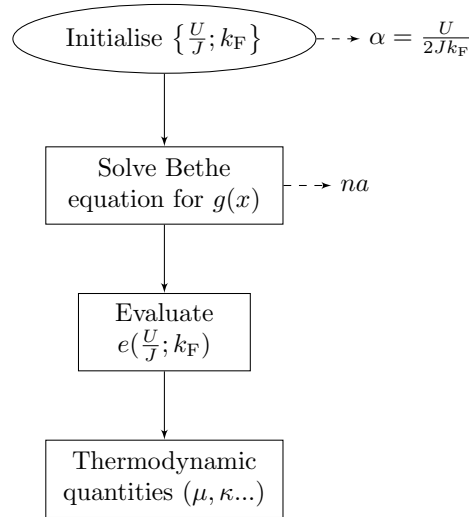 Initialise {U/J; k_F}
α = U/2Jk_F
Solve Bethe
equation for g(x)
na
Evaluate
e(U/J; k_F)
Thermodynamic
quantities (μ, κ...)